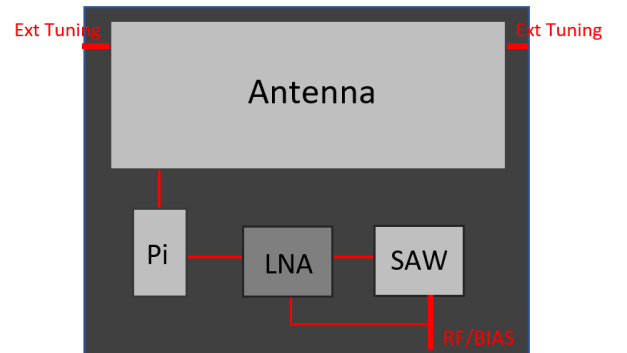 Ext Tuning
Ext Tuning
Antenna
Pi
LNA
SAW
RF/BIAS